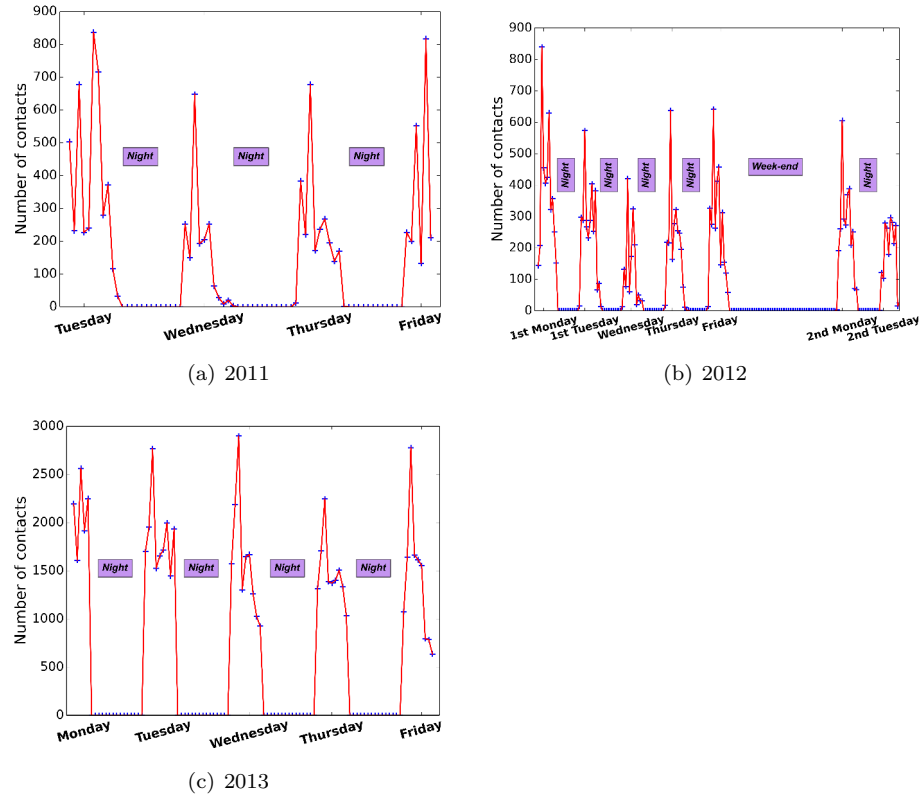 900
800
700
600
500
400
300
200
100
0
Number of contacts
Night Night Night
Tuesday Wednesday Thursday Friday
(a) 2011
900
800
700
600
500
400
300
200
100
0
Number of contacts
Night Night Night Night Week-end Night
1st Monday 1st Tuesday Wednesday Thursday Friday 2nd Monday 2nd Tuesday
(b) 2012
3000
2500
2000
1500
1000
500
0
Number of contacts
Night Night Night Night
Monday Tuesday Wednesday Thursday Friday
(c) 2013